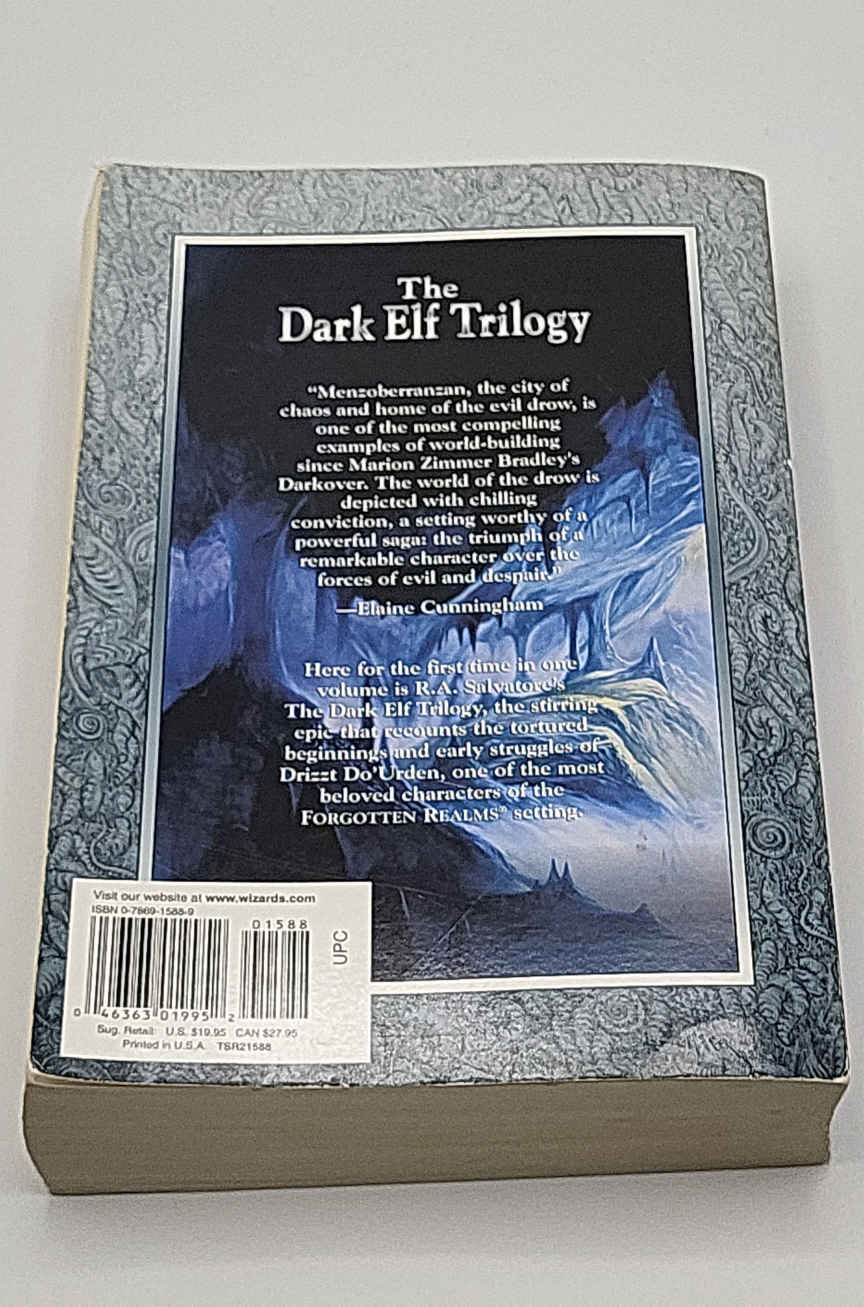 The
Dark Elf Trilogy
“Menzoberranzan, the city of
chaos and home of the evil drow, is
one of the most compelling
examples of world-building
since Marion Zimmer Bradley's
Darkover. The world of the drow is
depicted with chilling
conviction, a setting worthy of a
powerful saga: the triumph of a
remarkable character over the
forces of evil and despair.”
—Elaine Cunningham
Here for the first time in one
volume is R.A. Salvatore's
The Dark Elf Trilogy, the stirring
epic that recounts the tortured
beginnings and early struggles of
Drizzt Do'Urden, one of the most
beloved characters of the
FORGOTTEN REALMS® setting.
Visit our website at www.wizards.com
ISBN 0-7869-1588-9
01588
UPC
0 46363 01995 2
Sug. Retail: U.S. $19.95 CAN $27.95
Printed in U.S.A. TSR21588